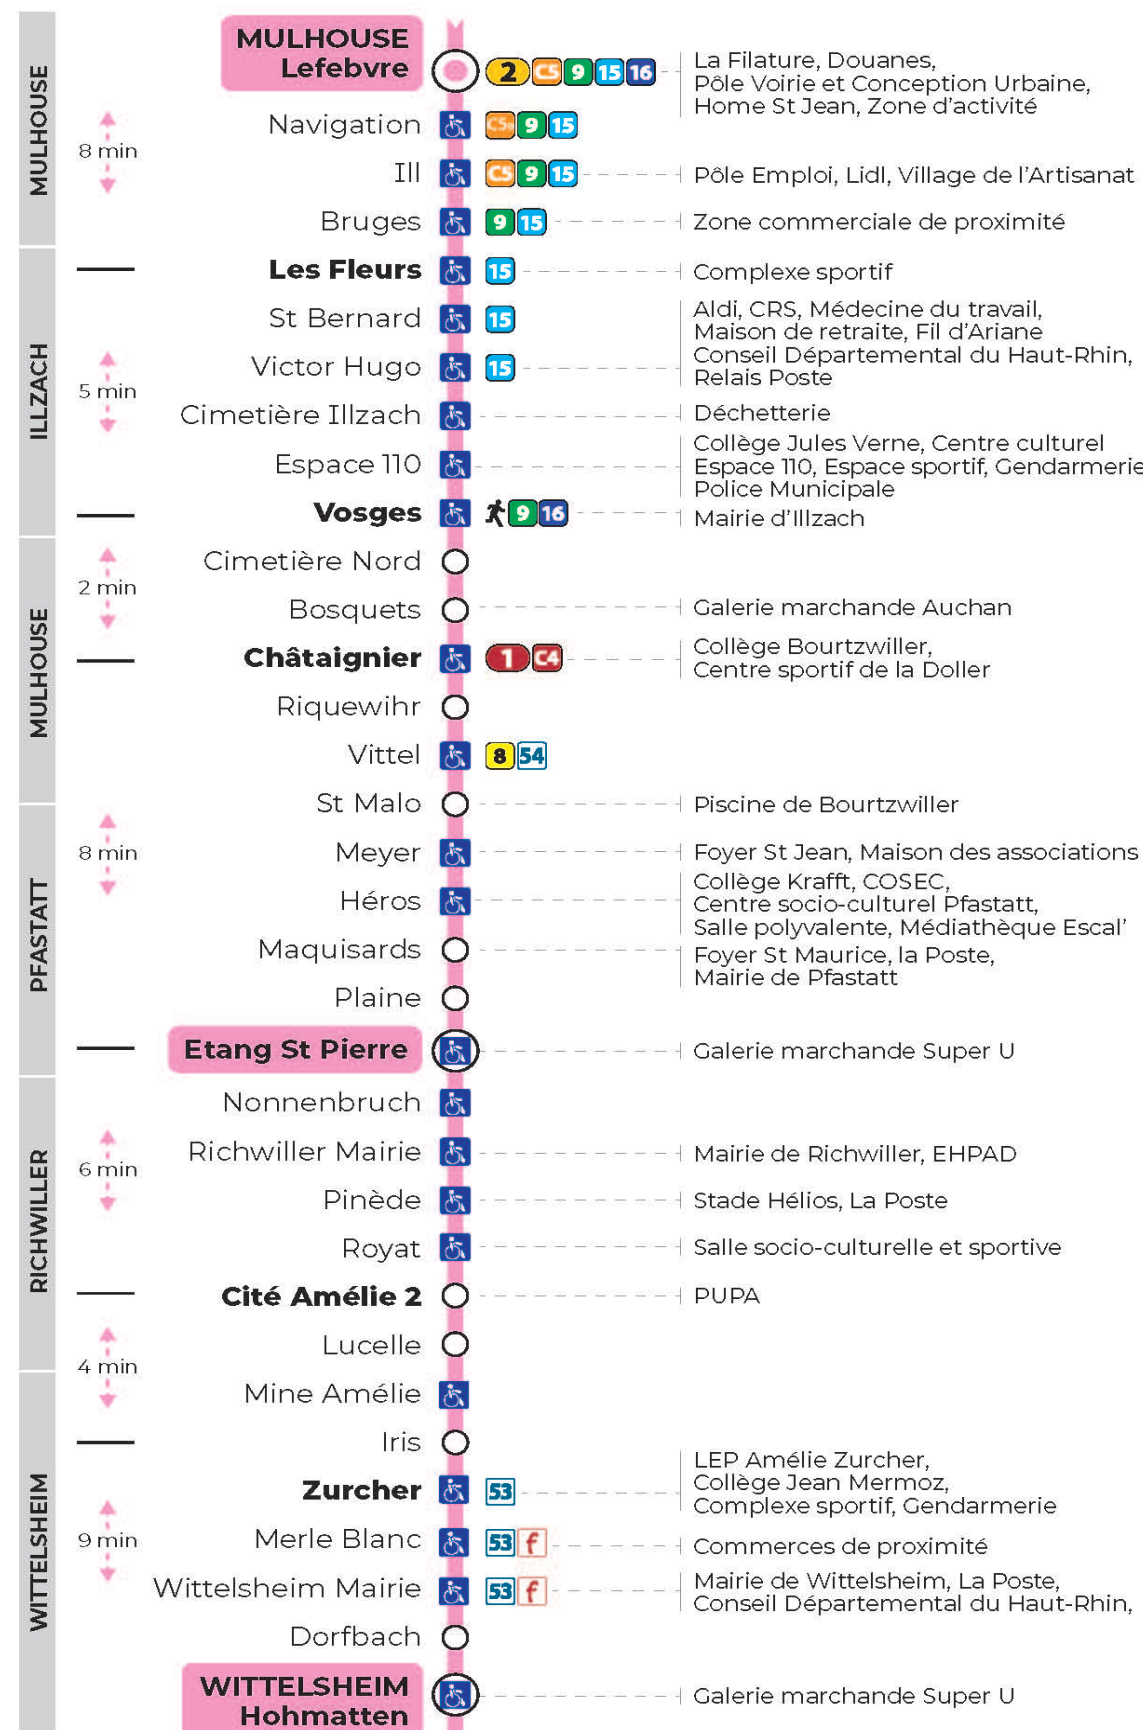 MULHOUSE
Lefebvre
2 C5 9 15 16
La Filature, Douanes,
Pôle Voirie et Conception Urbaine,
Home St Jean, Zone d'activité
MULHOUSE
8 min
Navigation
9 15
Ill
C5 9 15
Pôle Emploi, Lidl, Village de l'Artisanat
Bruges
9 15
Zone commerciale de proximité
Les Fleurs
15
Complexe sportif
St Bernard
15
Aldi, CRS, Médecine du travail,
Maison de retraite, Fil d'Ariane
Victor Hugo
15
Conseil Départemental du Haut-Rhin,
Relais Poste
ILLZACH
5 min
Cimetière Illzach
Déchetterie
Espace 110
Collège Jules Verne, Centre culturel
Espace 110, Espace sportif, Gendarmerie
Police Municipale
Vosges
9 16
Mairie d'Illzach
Cimetière Nord
2 min
Bosquets
Galerie marchande Auchan
MULHOUSE
Châtaignier
1 C4
Collège Bourtzwiller,
Centre sportif de la Doller
Riquewihr
Vittel
8 54
St Malo
Piscine de Bourtzwiller
8 min
Meyer
Foyer St Jean, Maison des associations
Héros
Collège Krafft, COSEC,
Centre socio-culturel Pfastatt,
Salle polyvalente, Médiathèque Escal'
PFASTATT
Maquisards
Foyer St Maurice, la Poste,
Mairie de Pfastatt
Plaine
Etang St Pierre
Galerie marchande Super U
Nonnenbruch
Richwiller Mairie
Mairie de Richwiller, EHPAD
6 min
RICHWILLER
Pinède
Stade Hélios, La Poste
Royat
Salle socio-culturelle et sportive
Cité Amélie 2
PUPA
Lucelle
4 min
Mine Amélie
Iris
Zurcher
53
LEP Amélie Zurcher,
Collège Jean Mermoz,
Complexe sportif, Gendarmerie
WITTELSHEIM
9 min
Merle Blanc
53 f
Commerces de proximité
Wittelsheim Mairie
53 f
Mairie de Wittelsheim, La Poste,
Conseil Départemental du Haut-Rhin,
Dorfbach
WITTELSHEIM
Hohmatten
Galerie marchande Super U